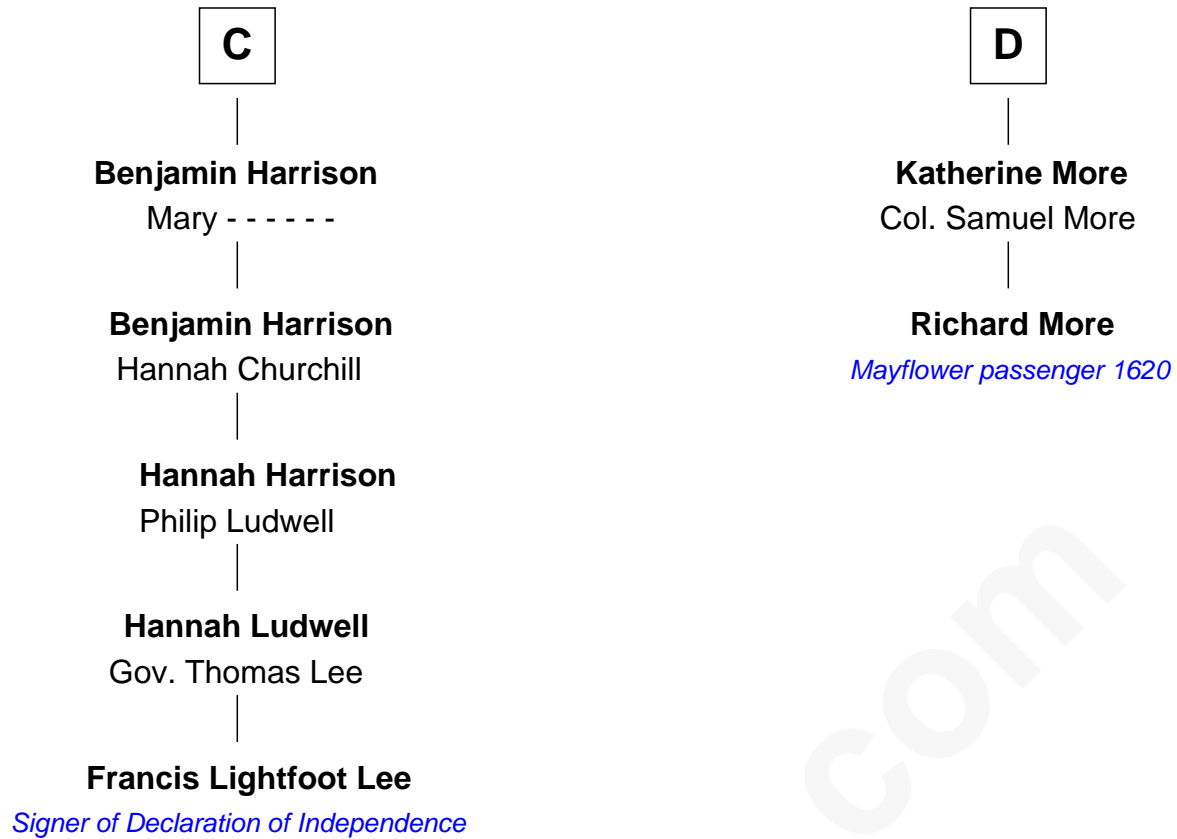 C
Benjamin Harrison
Mary - - - - - -
Benjamin Harrison
Hannah Churchill
Hannah Harrison
Philip Ludwell
Hannah Ludwell
Gov. Thomas Lee
Francis Lightfoot Lee
Signer of Declaration of Independence
D
Katherine More
Col. Samuel More
Richard More
Mayflower passenger 1620
com